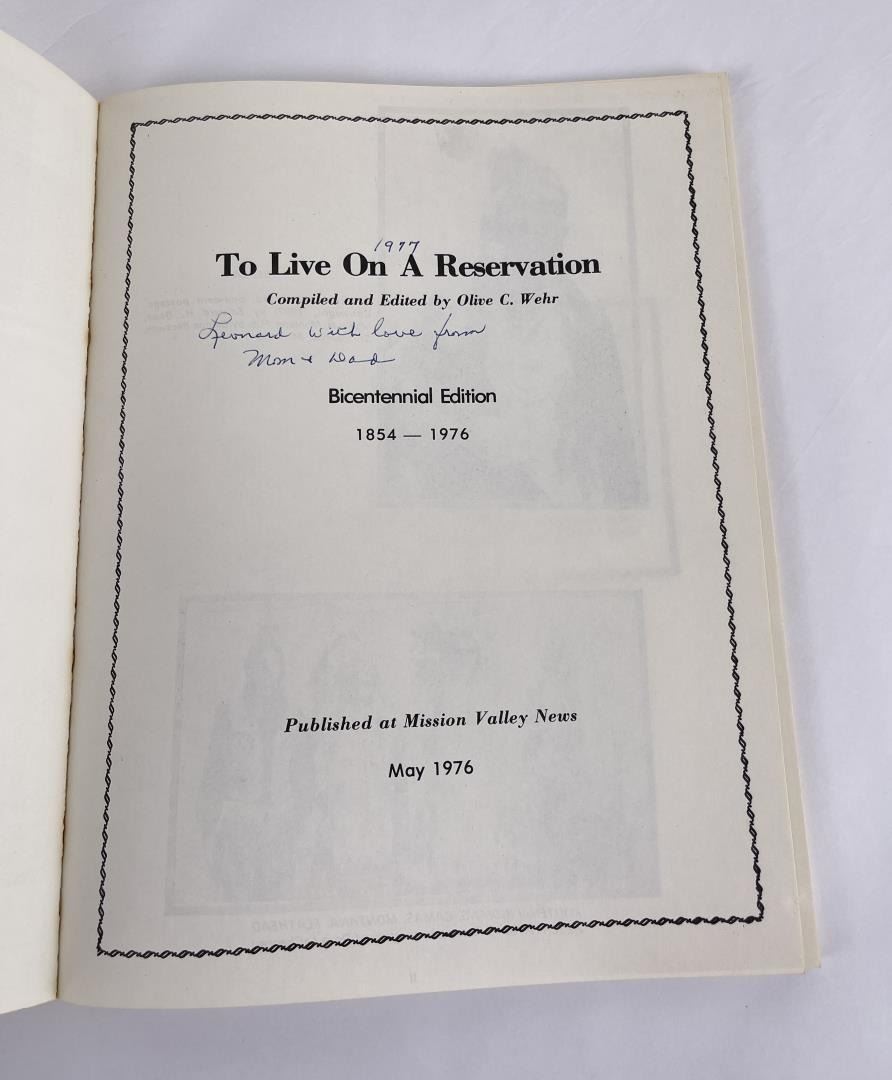 1977
To Live On A Reservation
Compiled and Edited by Olive C. Wehr
Leonard with love from
Mom + Dad
Bicentennial Edition
1854 — 1976
Published at Mission Valley News
May 1976